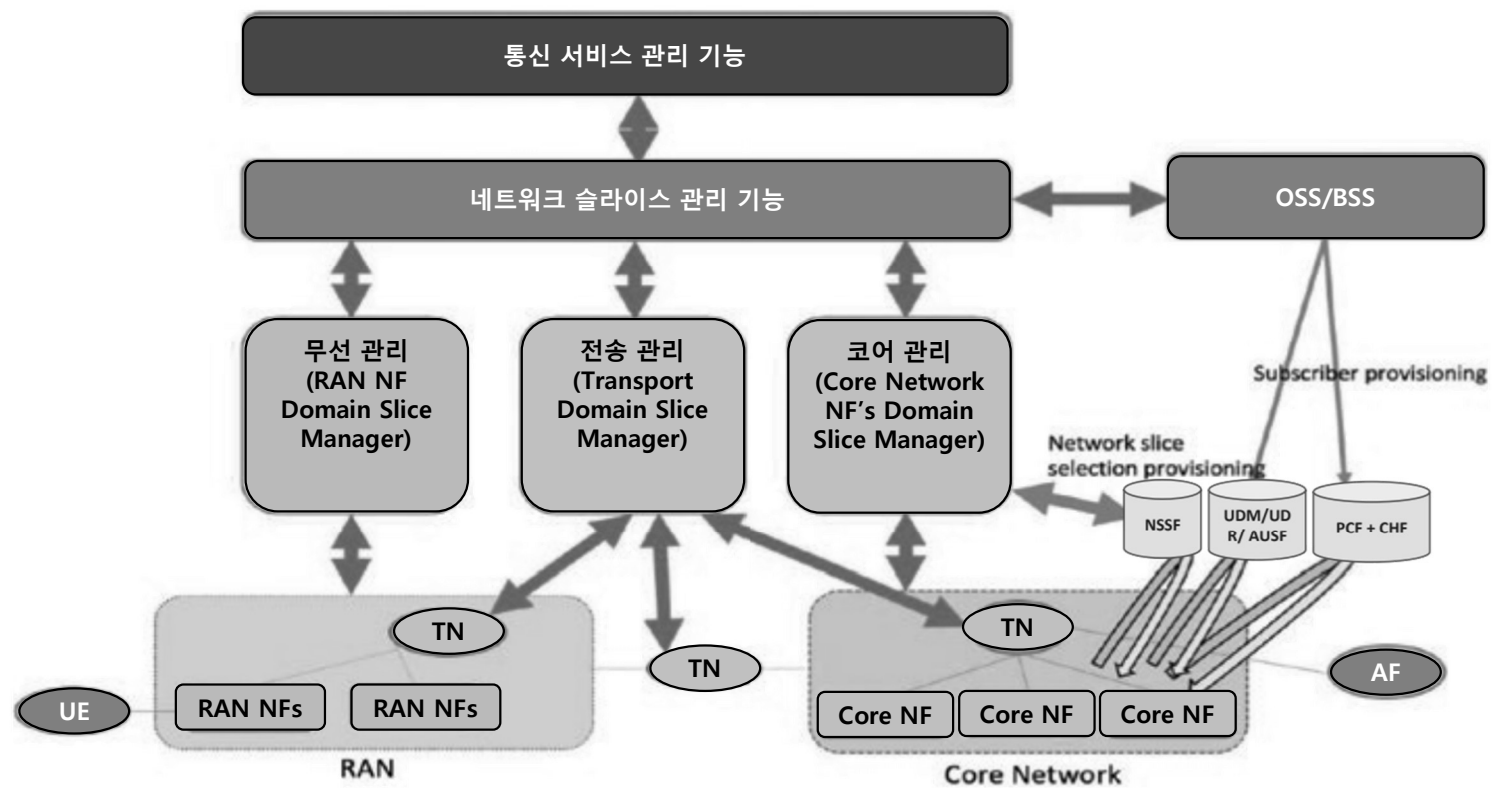 통신 서비스 관리 기능
네트워크 슬라이스 관리 기능
OSS/BSS
무선 관리
(RAN NF
Domain Slice
Manager)
전송 관리
(Transport
Domain Slice
Manager)
코어 관리
(Core Network
NF's Domain
Slice Manager)
Subscriber provisioning
Network slice
selection provisioning
NSSF
UDM/UD
R/ AUSF
PCF + CHF
TN
TN
TN
AF
UE
RAN NFs
RAN NFs
Core NF
Core NF
Core NF
RAN
Core Network